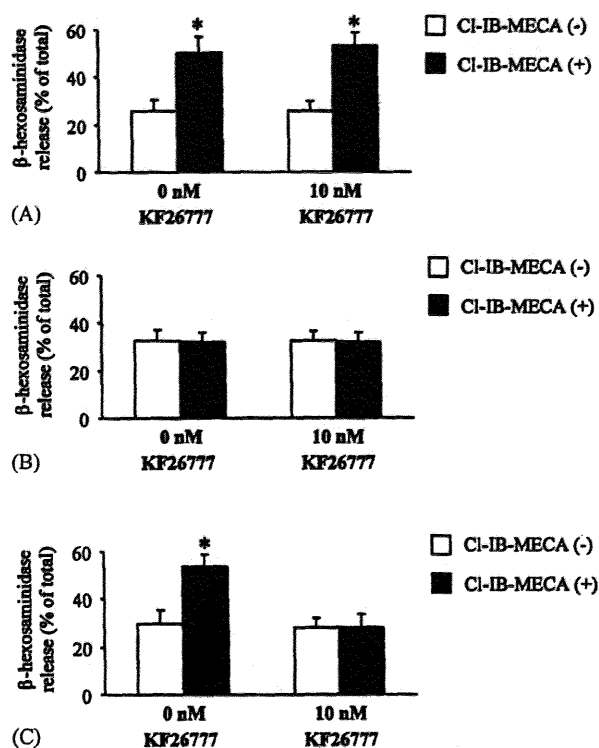 β-hexosaminidase
release (% of total)
60
40
20
0
*
*
0 nM
KF26777
10 nM
KF26777
Cl-IB-MECA (-)
Cl-IB-MECA (+)
(A)
β-hexosaminidase
release (% of total)
60
40
20
0
0 nM
KF26777
10 nM
KF26777
Cl-IB-MECA (-)
Cl-IB-MECA (+)
(B)
β-hexosaminidase
release (% of total)
60
40
20
0
*
0 nM
KF26777
10 nM
KF26777
Cl-IB-MECA (-)
Cl-IB-MECA (+)
(C)